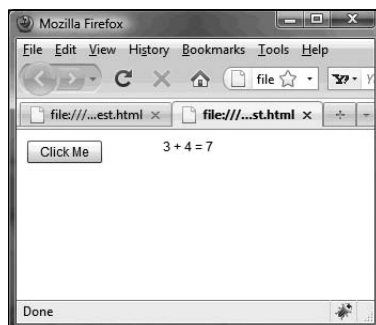 Mozilla Firefox
File Edit View History Bookmarks Tools Help
file
file:///...est.html
file:///...st.html
Click Me
3 + 4 = 7
Done